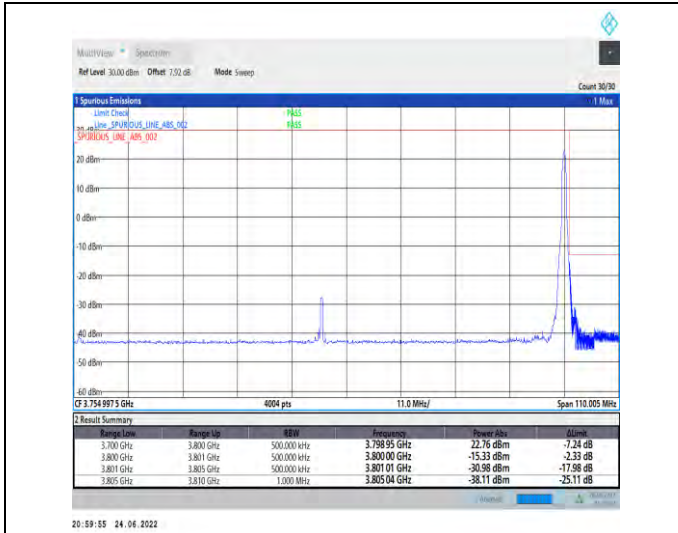 MultiView Spectrum
Ref Level 30.00 dBm Offset 7.92 dB Mode Sweep
Count 30/30
1 Spurious Emissions 1 Max
Limit Check PASS
Line _SPURIOUS_LINE_ABS_002 PASS
_SPURIOUS_LINE_ABS_002
20 dBm
10 dBm
0 dBm
-10 dBm
-20 dBm
-30 dBm
-40 dBm
-50 dBm
-60 dBm
CF 3.754 997 5 GHz 4004 pts 11.0 MHz/ Span 110.005 MHz
2 Result Summary
Range Low Range Up RBW Frequency Power Abs ΔLimit
3.700 GHz 3.800 GHz 500.000 kHz 3.798 95 GHz 22.76 dBm -7.24 dB
3.800 GHz 3.801 GHz 500.000 kHz 3.800 00 GHz -15.33 dBm -2.33 dB
3.801 GHz 3.805 GHz 500.000 kHz 3.801 01 GHz -30.98 dBm -17.98 dB
3.805 GHz 3.810 GHz 1.000 MHz 3.805 04 GHz -38.11 dBm -25.11 dB
20:59:55 24.06.2022